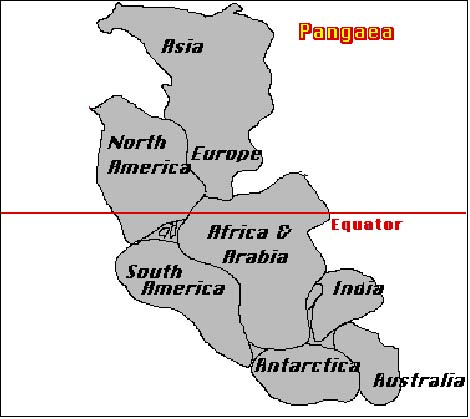 Pangaea
Asia
North
America
Europe
Equator
Africa &
Arabia
South
America
India
Antarctica
Australia